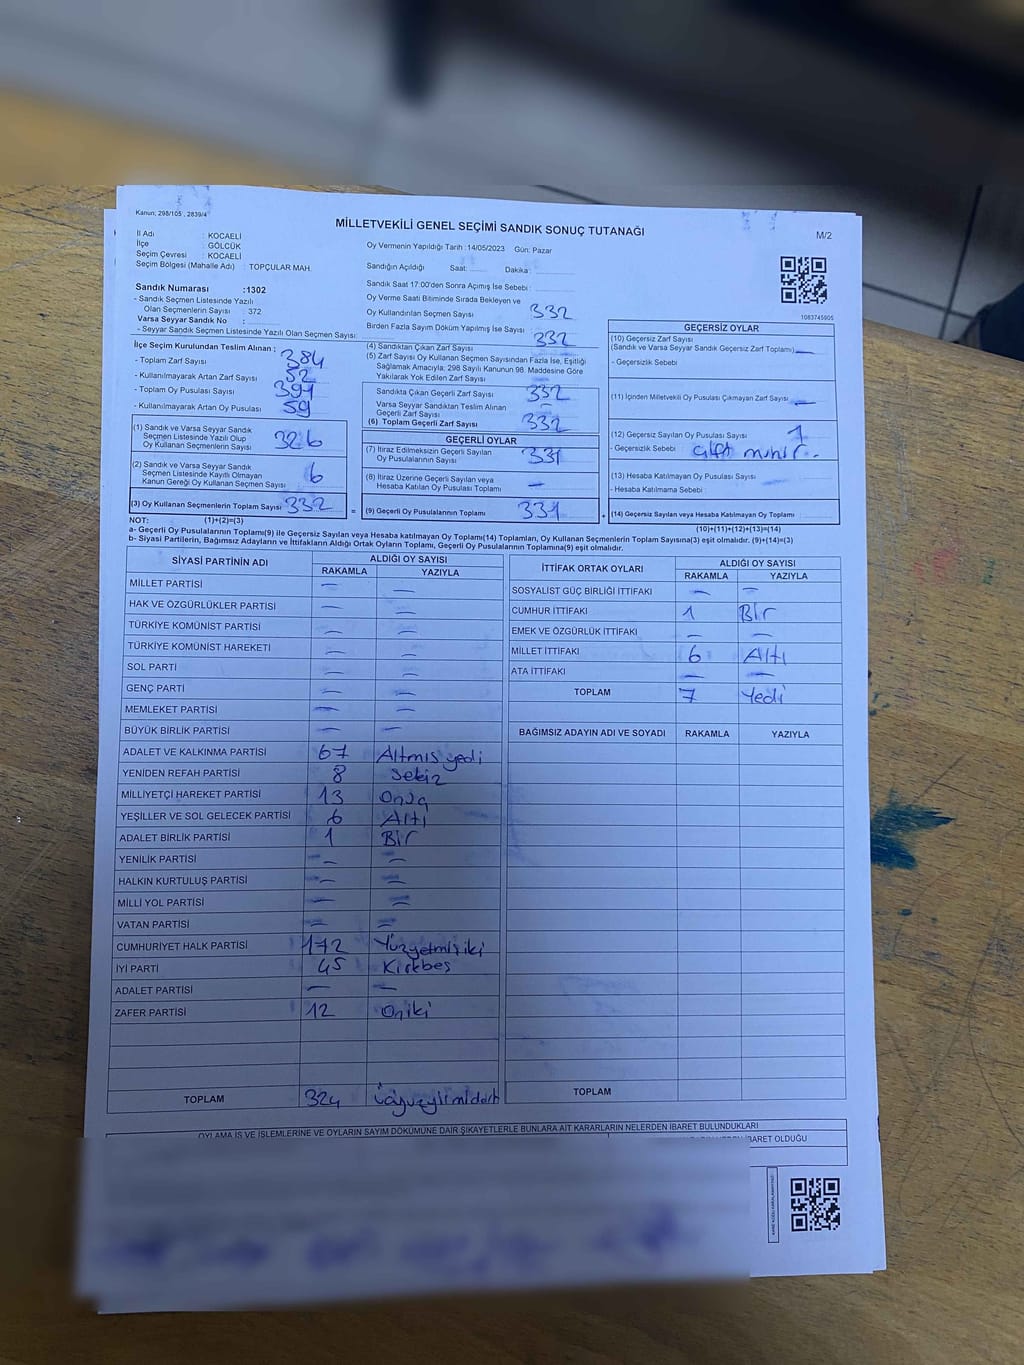 Kanun; 298/105 , 2839/4
MİLLETVEKİLİ GENEL SEÇİMİ SANDIK SONUÇ TUTANAĞI
M/2
İl Adı : KOCAELİ
İlçe : GÖLCÜK
Seçim Çevresi : KOCAELİ
Seçim Bölgesi (Mahalle Adı) : TOPÇULAR MAH.
Oy Vermenin Yapıldığı Tarih :14/05/2023 Gün: Pazar
Sandığın Açıldığı Saat: Dakika :
Sandık Saat 17:00'den Sonra Açımış İse Sebebi :
Oy Verme Saati Bitiminde Sırada Bekleyen ve
Oy Kullandırılan Seçmen Sayısı 332
Birden Fazla Sayım Döküm Yapılmış İse Sayısı 332
1083745905
Sandık Numarası :1302
- Sandık Seçmen Listesinde Yazılı
Olan Seçmenlerin Sayısı : 372
Varsa Seyyar Sandık No :
- Seyyar Sandık Seçmen Listesinde Yazılı Olan Seçmen Sayısı:
İlçe Seçim Kurulundan Teslim Alınan ;
- Toplam Zarf Sayısı 384
- Kullanılmayarak Artan Zarf Sayısı 52
- Toplam Oy Pusulası Sayısı 391
- Kullanılmayarak Artan Oy Pusulası 59
(1) Sandık ve Varsa Seyyar Sandık
Seçmen Listesinde Yazılı Olup
Oy Kullanan Seçmenlerin Sayısı 326
(2) Sandık ve Varsa Seyyar Sandık
Seçmen Listesinde Kayıtlı Olmayan
Kanun Gereği Oy Kullanan Seçmen Sayısı 6
(3) Oy Kullanan Seçmenlerin Toplam Sayısı 332
(4) Sandıktan Çıkan Zarf Sayısı
(5) Zarf Sayısı Oy Kullanan Seçmen Sayısından Fazla İse, Eşitliği
Sağlamak Amacıyla; 298 Sayılı Kanunun 98. Maddesine Göre
Yakılarak Yok Edilen Zarf Sayısı
Sandıkta Çıkan Geçerli Zarf Sayısı 332
Varsa Seyyar Sandıktan Teslim Alınan
Geçerli Zarf Sayısı –
(6) Toplam Geçerli Zarf Sayısı 332
GEÇERLİ OYLAR
(7) İtiraz Edilmeksizin Geçerli Sayılan
Oy Pusulalarının Sayısı 331
(8) İtiraz Üzerine Geçerli Sayılan veya
Hesaba Katılan Oy Pusulası Toplamı –
= (9) Geçerli Oy Pusulalarının Toplamı 331
GEÇERSİZ OYLAR
(10) Geçersiz Zarf Sayısı
(Sandık ve Varsa Seyyar Sandık Geçersiz Zarf Toplamı) –
- Geçersizlik Sebebi
(11) İçinden Milletvekili Oy Pusulası Çıkmayan Zarf Sayısı –
(12) Geçersiz Sayılan Oy Pusulası Sayısı 1
- Geçersizlik Sebebi : Çift mühür.
(13) Hesaba Katılmayan Oy Pusulası Sayısı –
- Hesaba Katılmama Sebebi :
+ (14) Geçersiz Sayılan veya Hesaba Katılmayan Oy Toplamı
NOT: (1)+(2)=(3) (10)+(11)+(12)+(13)=(14)
a- Geçerli Oy Pusulalarının Toplamı(9) ile Geçersiz Sayılan veya Hesaba katılmayan Oy Toplamı(14) Toplamları, Oy Kullanan Seçmenlerin Toplam Sayısına(3) eşit olmalıdır. (9)+(14)=(3)
b- Siyasi Partilerin, Bağımsız Adayların ve İttifakların Aldığı Ortak Oyların Toplamı, Geçerli Oy Pusulalarının Toplamına(9) eşit olmalıdır.
SİYASİ PARTİNİN ADI ALDIĞI OY SAYISI
RAKAMLA YAZIYLA
MİLLET PARTİSİ – –
HAK VE ÖZGÜRLÜKLER PARTİSİ – –
TÜRKİYE KOMÜNİST PARTİSİ – –
TÜRKİYE KOMÜNİST HAREKETİ – –
SOL PARTİ – –
GENÇ PARTİ – –
MEMLEKET PARTİSİ – –
BÜYÜK BİRLİK PARTİSİ – –
ADALET VE KALKINMA PARTİSİ 67 Altmış yedi
YENİDEN REFAH PARTİSİ 8 Sekiz
MİLLİYETÇİ HAREKET PARTİSİ 13 Onüç
YEŞİLLER VE SOL GELECEK PARTİSİ 6 Altı
ADALET BİRLİK PARTİSİ 1 Bir
YENİLİK PARTİSİ – –
HALKIN KURTULUŞ PARTİSİ – –
MİLLİ YOL PARTİSİ – –
VATAN PARTİSİ – –
CUMHURİYET HALK PARTİSİ 172 Yüzyetmişiki
İYİ PARTİ 45 Kırkbeş
ADALET PARTİSİ – –
ZAFER PARTİSİ 12 Oniki
TOPLAM 324 üçyüzyirmidört
İTTİFAK ORTAK OYLARI ALDIĞI OY SAYISI
RAKAMLA YAZIYLA
SOSYALİST GÜÇ BİRLİĞİ İTTİFAKI – –
CUMHUR İTTİFAKI 1 Bir
EMEK VE ÖZGÜRLÜK İTTİFAKI – –
MİLLET İTTİFAKI 6 Altı
ATA İTTİFAKI – –
TOPLAM 7 Yedi
BAĞIMSIZ ADAYIN ADI VE SOYADI RAKAMLA YAZIYLA
TOPLAM
OYLAMA İŞ VE İŞLEMLERİNE VE OYLARIN SAYIM DÖKÜMÜNE DAİR ŞİKAYETLERLE BUNLARA AİT KARARLARIN NELERDEN İBARET BULUNDUKLARI
İBARET OLDUĞU